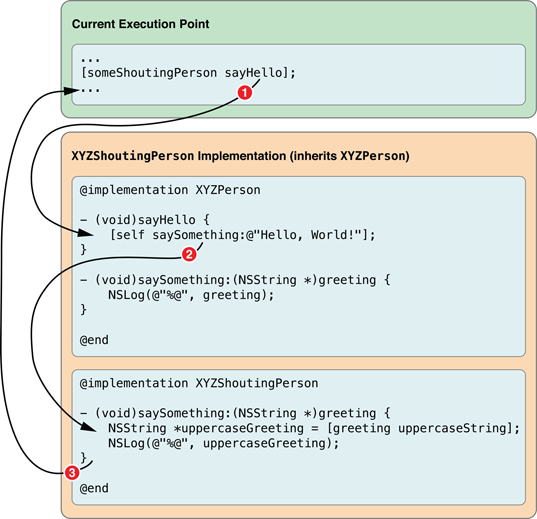 Current Execution Point
...
[someShoutingPerson sayHello];
...
1
XYZShoutingPerson Implementation (inherits XYZPerson)
@implementation XYZPerson
- (void)sayHello {
[self saySomething:@"Hello, World!"];
}
2
- (void)saySomething:(NSString *)greeting {
NSLog(@"%@", greeting);
}
@end
@implementation XYZShoutingPerson
- (void)saySomething:(NSString *)greeting {
NSString *uppercaseGreeting = [greeting uppercaseString];
NSLog(@"%@", uppercaseGreeting);
}
3
@end